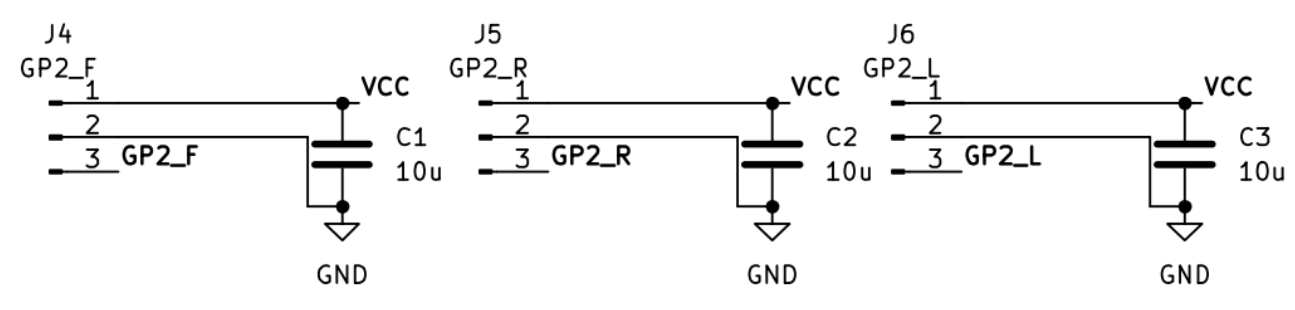 J4
GP2_F
1
VCC
2
C1
3
GP2_F
10u
GND
J5
GP2_R
1
VCC
2
C2
3
GP2_R
10u
GND
J6
GP2_L
1
VCC
2
C3
3
GP2_L
10u
GND